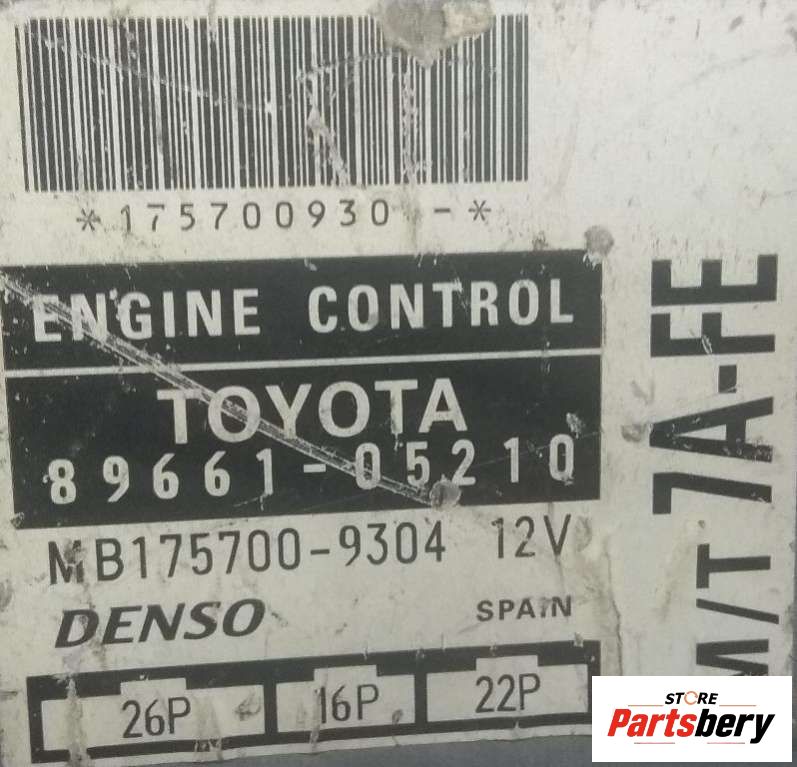 *175700930 -*
ENGINE CONTROL
TOYOTA
89661-05210
MB175700-9304 12V
DENSO SPAIN
26P 16P 22P
M/T 7A-FE
STORE
Partsbery